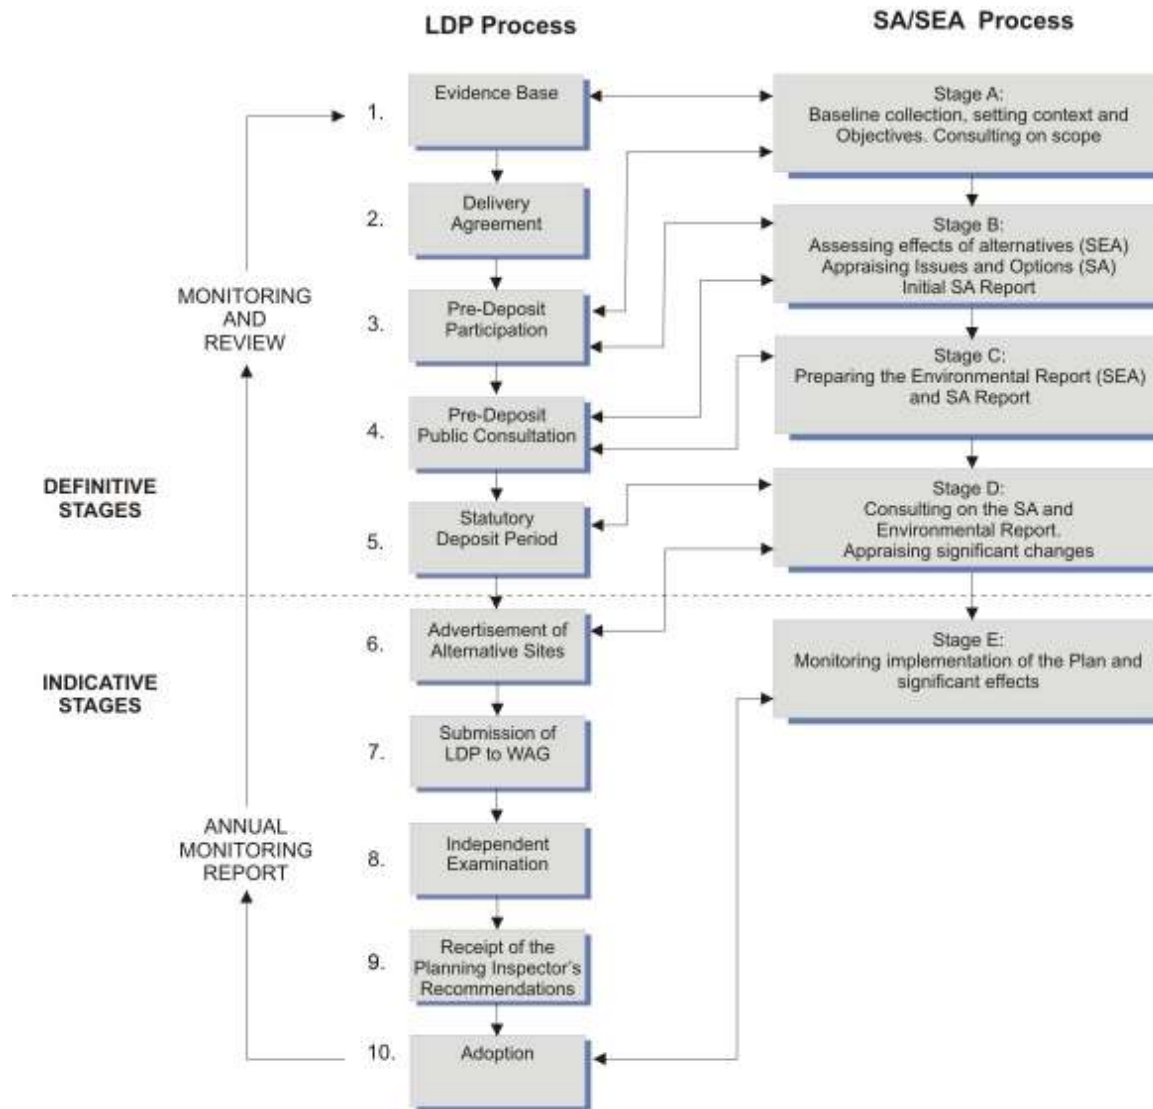 LDP Process
SA/SEA Process
1.
Evidence Base
Stage A:
Baseline collection, setting context and
Objectives. Consulting on scope
2.
Delivery
Agreement
Stage B:
Assessing effects of alternatives (SEA)
Appraising Issues and Options (SA)
Initial SA Report
MONITORING
AND
REVIEW
3.
Pre-Deposit
Participation
Stage C:
Preparing the Environmental Report (SEA)
and SA Report
4.
Pre-Deposit
Public Consultation
DEFINITIVE
STAGES
5.
Statutory
Deposit Period
Stage D:
Consulting on the SA and
Environmental Report.
Appraising significant changes
6.
Advertisement of
Alternative Sites
Stage E:
Monitoring implementation of the Plan and
significant effects
INDICATIVE
STAGES
7.
Submission of
LDP to WAG
ANNUAL
MONITORING
REPORT
8.
Independent
Examination
9.
Receipt of the
Planning Inspector's
Recommendations
10.
Adoption